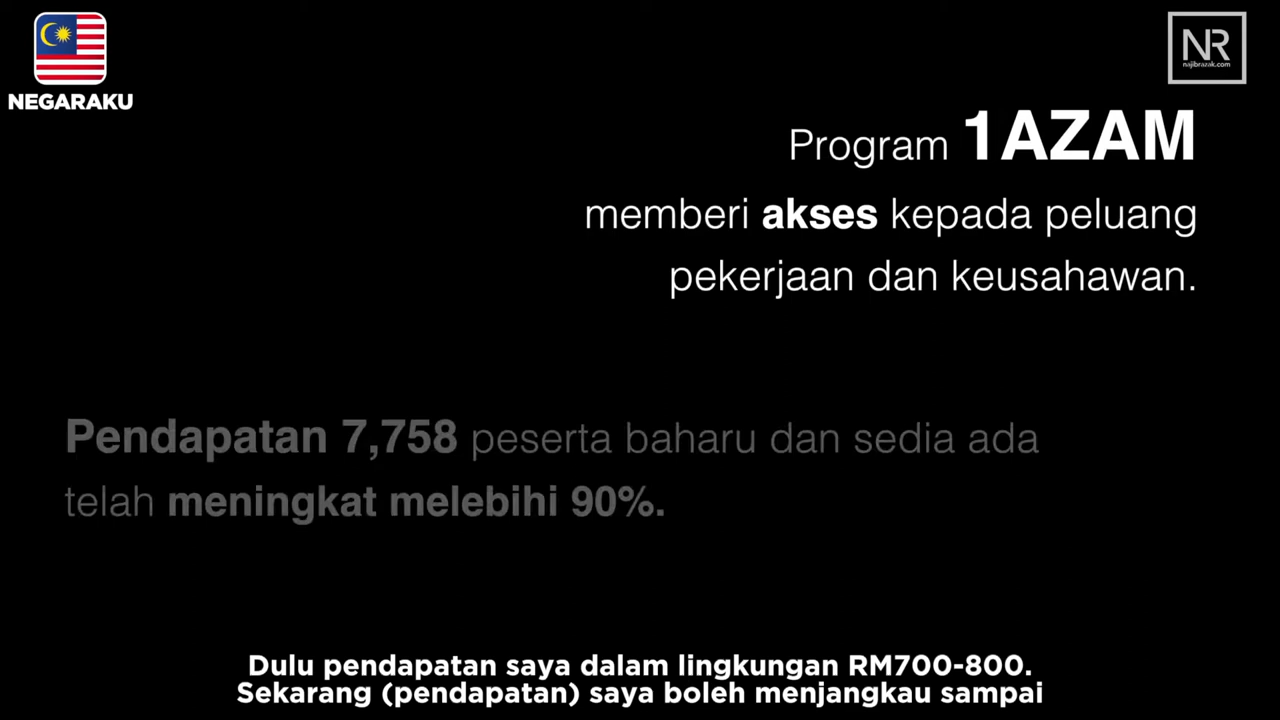 NEGARAKU
NR
najibrazak.com
Program 1AZAM
memberi akses kepada peluang
pekerjaan dan keusahawan.
Pendapatan 7,758 peserta baharu dan sedia ada
telah meningkat melebihi 90%.
Dulu pendapatan saya dalam lingkungan RM700-800.
Sekarang (pendapatan) saya boleh menjangkau sampai